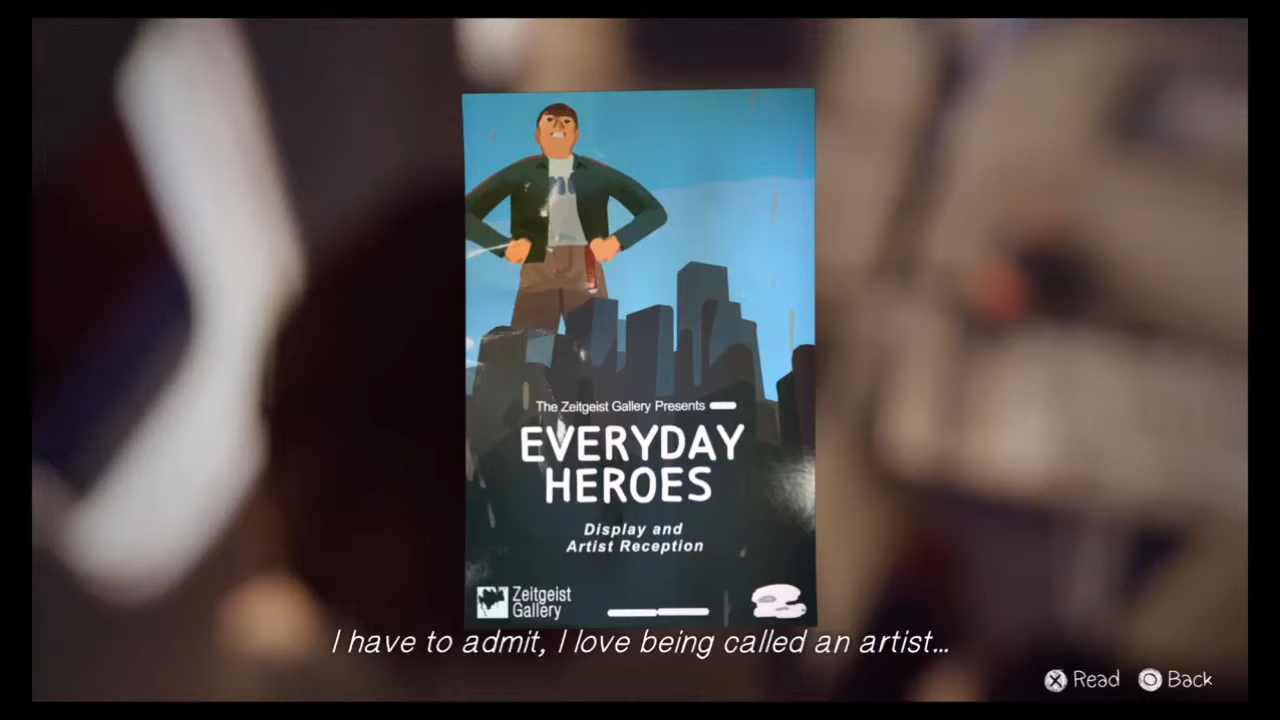 The Zeitgeist Gallery Presents
EVERYDAY
HEROES
Display and
Artist Reception
Zeitgeist
Gallery
I have to admit, I love being called an artist...
Read Back